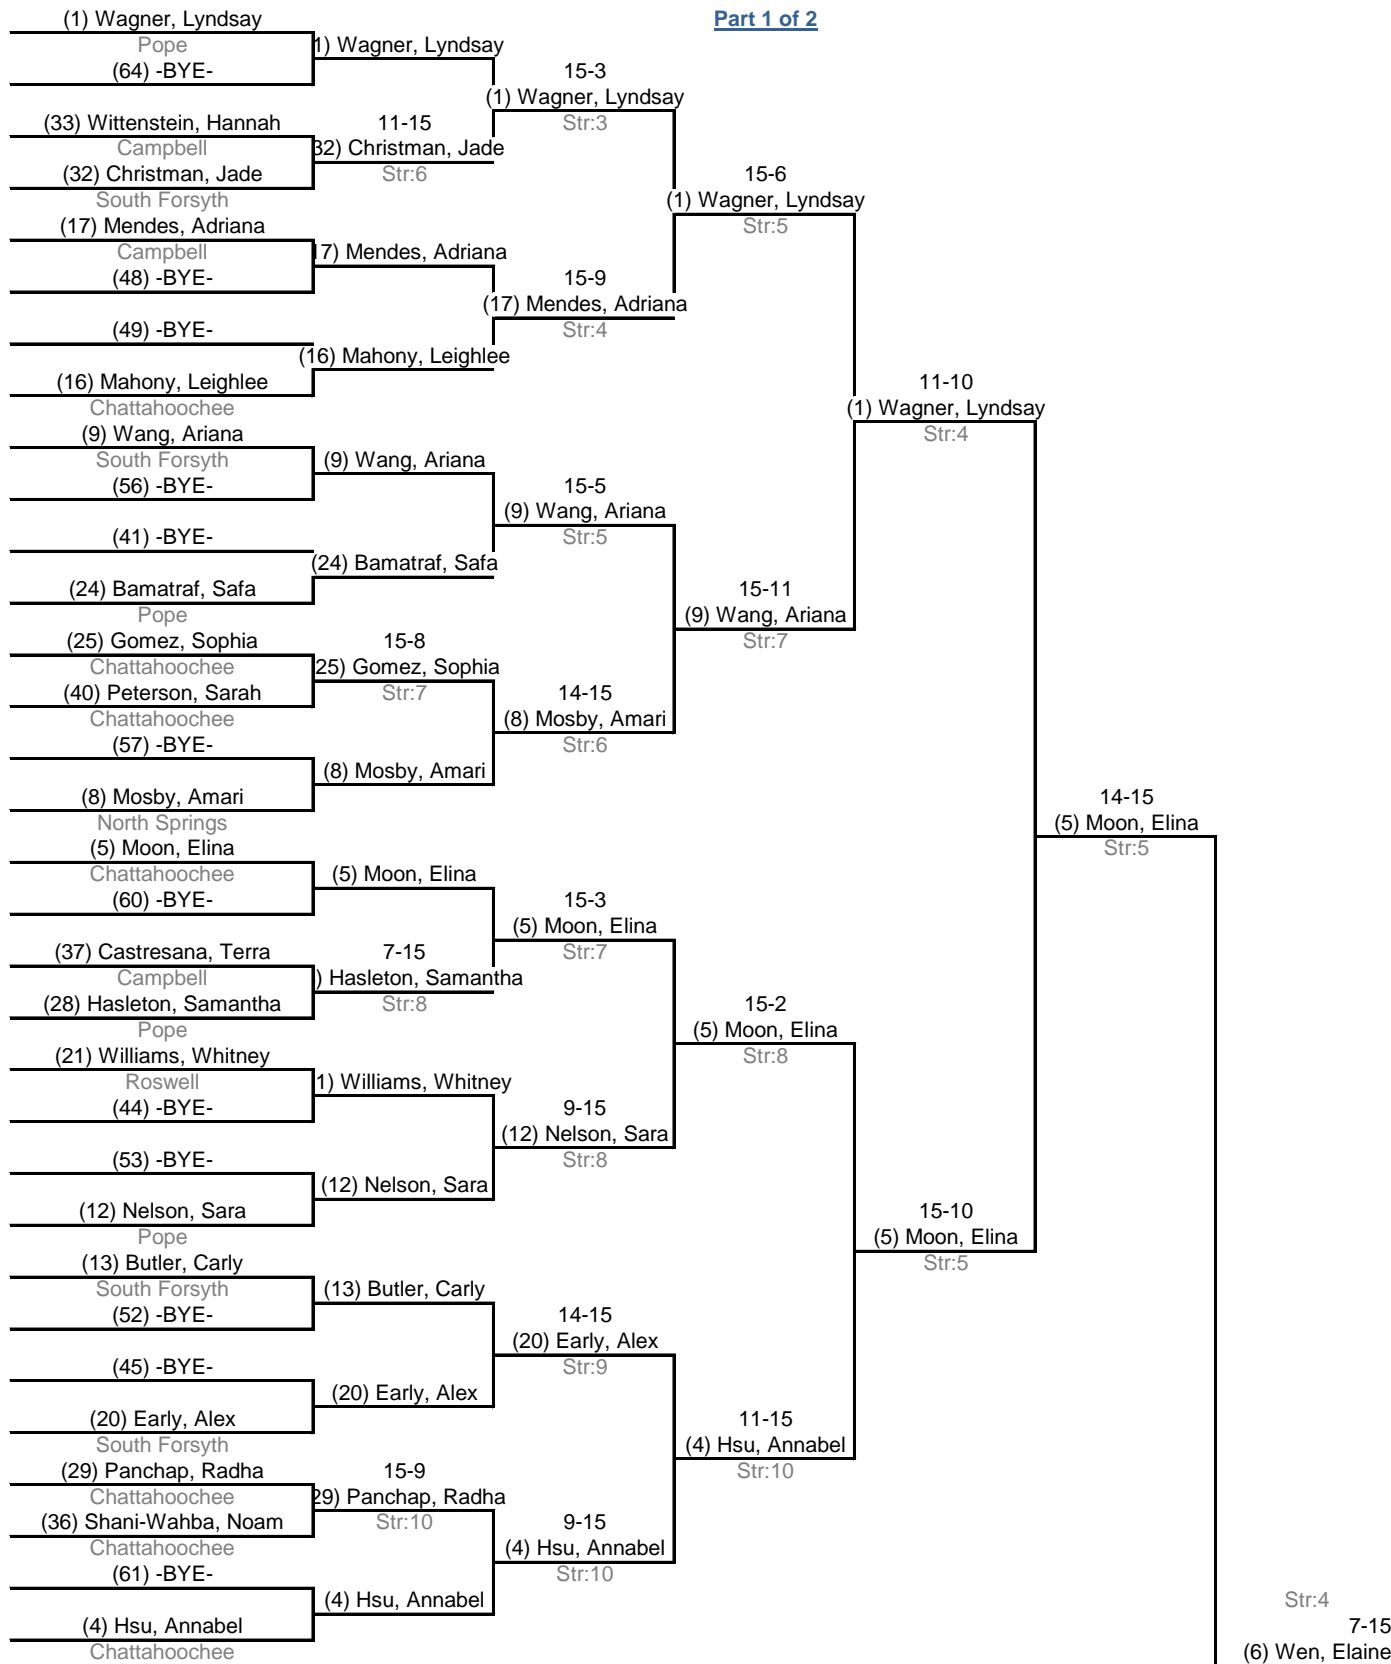 Part 1 of 2
(1) Wagner, Lyndsay
Pope
(64) -BYE-
(33) Wittenstein, Hannah
Campbell
(32) Christman, Jade
South Forsyth
(17) Mendes, Adriana
Campbell
(48) -BYE-
(49) -BYE-
(16) Mahony, Leighlee
Chattahoochee
(9) Wang, Ariana
South Forsyth
(56) -BYE-
(41) -BYE-
(24) Bamatraf, Safa
Pope
(25) Gomez, Sophia
Chattahoochee
(40) Peterson, Sarah
Chattahoochee
(57) -BYE-
(8) Mosby, Amari
North Springs
(5) Moon, Elina
Chattahoochee
(60) -BYE-
(37) Castresana, Terra
Campbell
(28) Hasleton, Samantha
Pope
(21) Williams, Whitney
Roswell
(44) -BYE-
(53) -BYE-
(12) Nelson, Sara
Pope
(13) Butler, Carly
South Forsyth
(52) -BYE-
(45) -BYE-
(20) Early, Alex
South Forsyth
(29) Panchap, Radha
Chattahoochee
(36) Shani-Wahba, Noam
Chattahoochee
(61) -BYE-
(4) Hsu, Annabel
Chattahoochee
1) Wagner, Lyndsay
11-15
32) Christman, Jade
Str:6
17) Mendes, Adriana
(16) Mahony, Leighlee
(9) Wang, Ariana
(24) Bamatraf, Safa
15-8
25) Gomez, Sophia
Str:7
(8) Mosby, Amari
(5) Moon, Elina
7-15
) Hasleton, Samantha
Str:8
1) Williams, Whitney
(12) Nelson, Sara
(13) Butler, Carly
(20) Early, Alex
15-9
29) Panchap, Radha
Str:10
(4) Hsu, Annabel
15-3
(1) Wagner, Lyndsay
Str:3
15-9
(17) Mendes, Adriana
Str:4
15-5
(9) Wang, Ariana
Str:5
14-15
(8) Mosby, Amari
Str:6
15-3
(5) Moon, Elina
Str:7
9-15
(12) Nelson, Sara
Str:8
14-15
(20) Early, Alex
Str:9
9-15
(4) Hsu, Annabel
Str:10
15-6
(1) Wagner, Lyndsay
Str:5
15-11
(9) Wang, Ariana
Str:7
15-2
(5) Moon, Elina
Str:8
11-15
(4) Hsu, Annabel
Str:10
11-10
(1) Wagner, Lyndsay
Str:4
15-10
(5) Moon, Elina
Str:5
14-15
(5) Moon, Elina
Str:5
Str:4
7-15
(6) Wen, Elaine